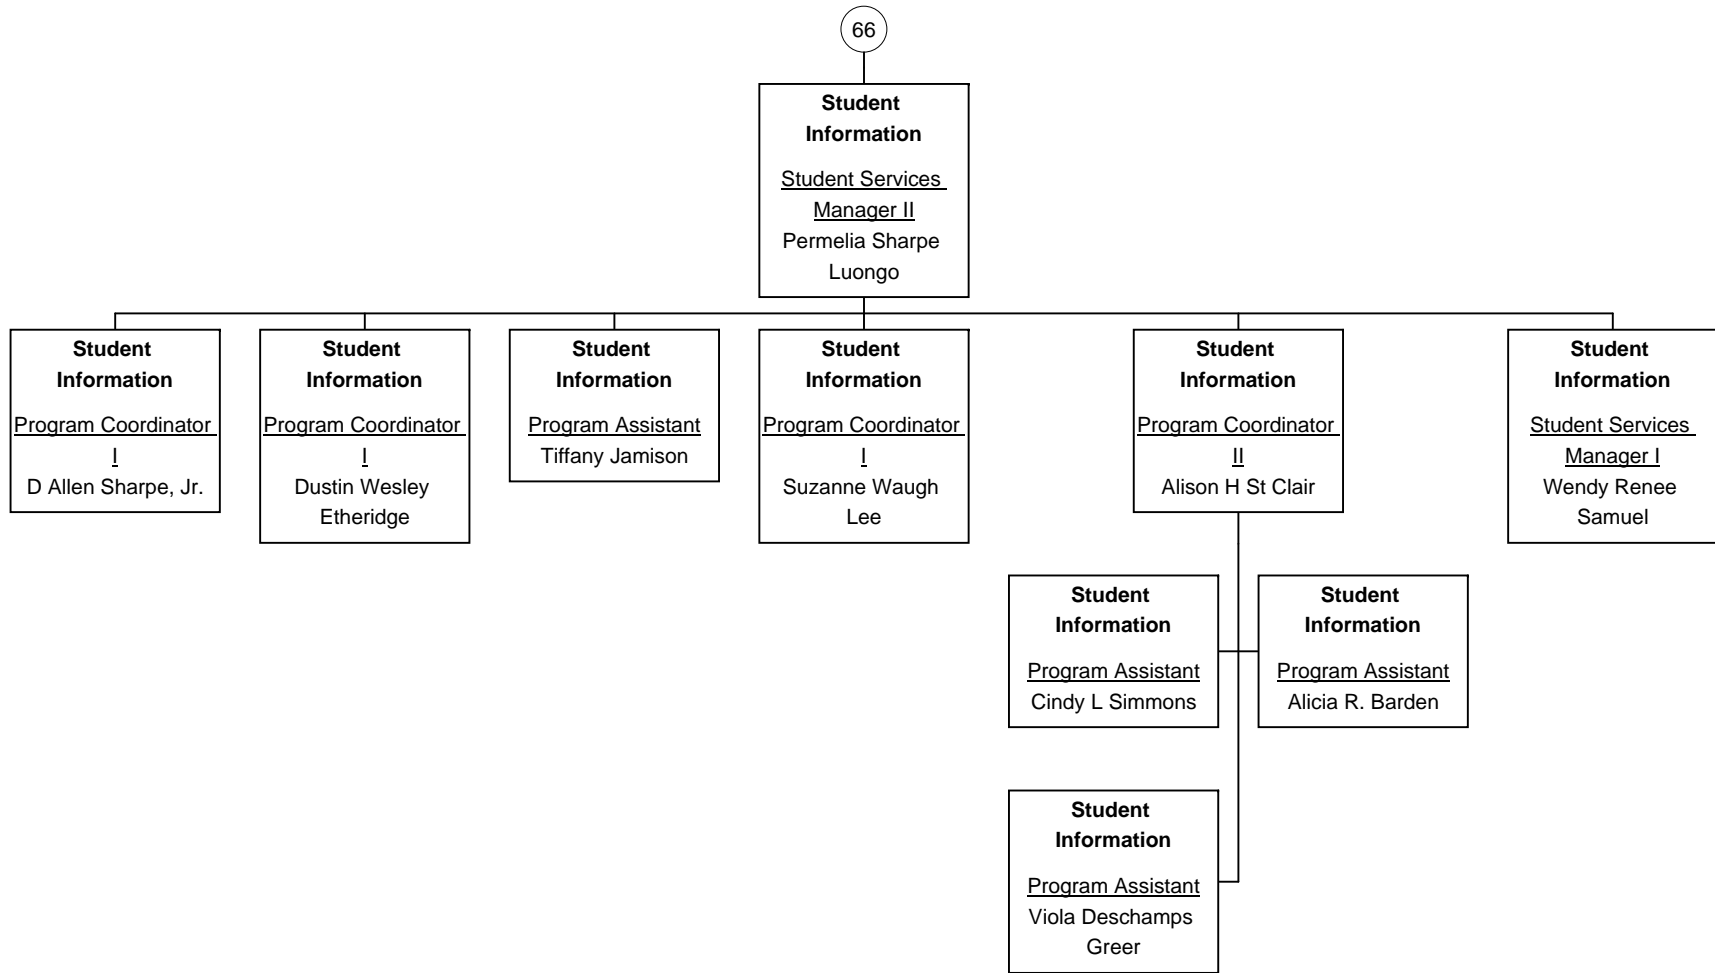 66
Student
Information
Student Services
Manager II
Permelia Sharpe
Luongo
Student
Information
Program Coordinator
I
D Allen Sharpe, Jr.
Student
Information
Program Coordinator
I
Dustin Wesley
Etheridge
Student
Information
Program Assistant
Tiffany Jamison
Student
Information
Program Coordinator
I
Suzanne Waugh
Lee
Student
Information
Program Coordinator
II
Alison H St Clair
Student
Information
Student Services
Manager I
Wendy Renee
Samuel
Student
Information
Program Assistant
Cindy L Simmons
Student
Information
Program Assistant
Alicia R. Barden
Student
Information
Program Assistant
Viola Deschamps
Greer